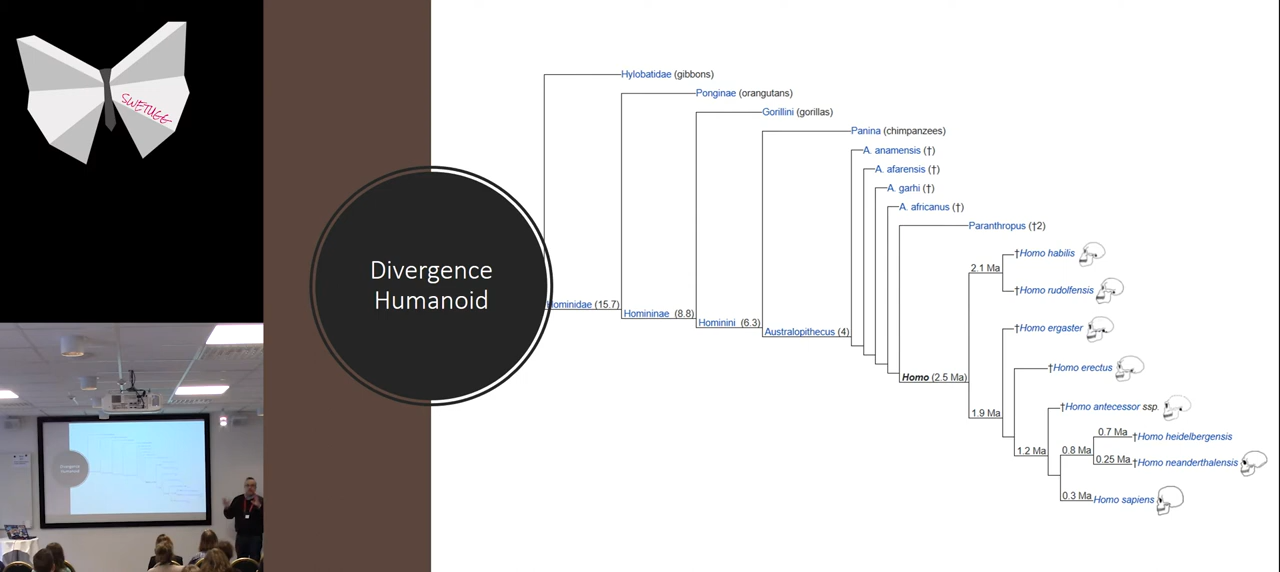 SWETUGG
Divergence
Humanoid
Hylobatidae (gibbons)
Ponginae (orangutans)
Gorillini (gorillas)
Panina (chimpanzees)
A. anamensis (†)
A. afarensis (†)
A. garhi (†)
A. africanus (†)
Paranthropus (†2)
†Homo habilis
2.1 Ma
†Homo rudolfensis
Hominidae (15.7)
Homininae (8.8)
Hominini (6.3)
Australopithecus (4)
†Homo ergaster
†Homo erectus
Homo (2.5 Ma)
†Homo antecessor ssp.
1.9 Ma
0.7 Ma
†Homo heidelbergensis
1.2 Ma
0.8 Ma
0.25 Ma
†Homo neanderthalensis
0.3 Ma
Homo sapiens
Divergence
Humanoid